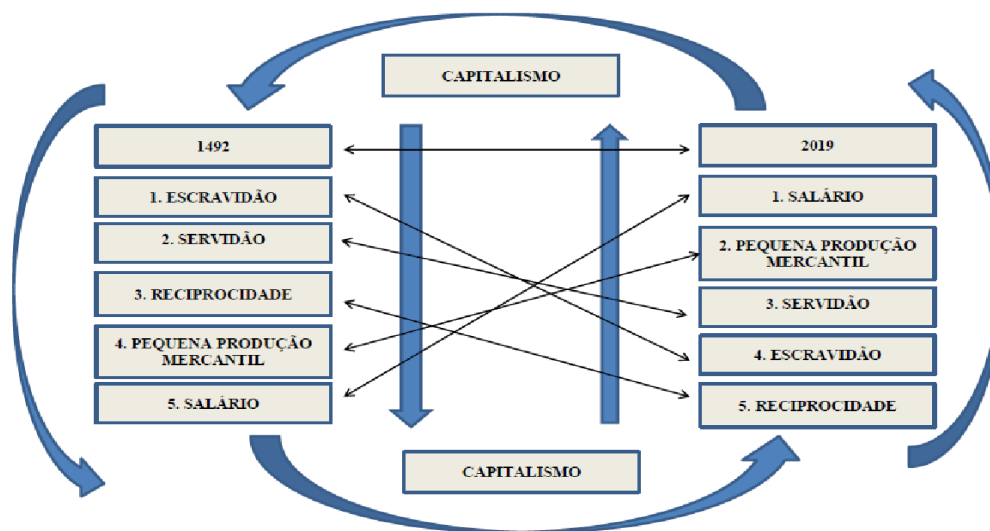 CAPITALISMO
1492
1. ESCRAVIDÃO
2. SERVIDÃO
3. RECIPROCIDADE
4. PEQUENA PRODUÇÃO
MERCANTIL
5. SALÁRIO
2019
1. SALÁRIO
2. PEQUENA PRODUÇÃO
MERCANTIL
3. SERVIDÃO
4. ESCRAVIDÃO
5. RECIPROCIDADE
CAPITALISMO